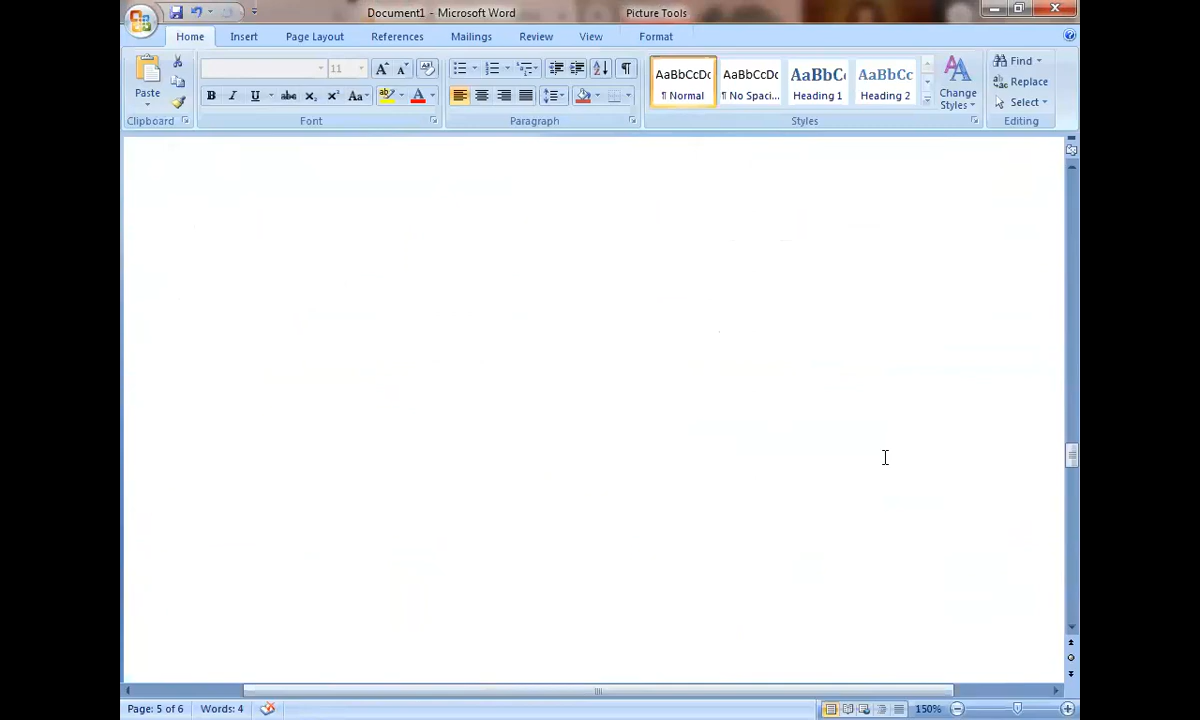 Document1 - Microsoft Word Picture Tools
Home Insert Page Layout References Mailings Review View Format
Paste
Clipboard
11
B I U abc X₂ X² Aa ab A
Font
Paragraph
AaBbCcDc AaBbCcDc AaBbC AaBbCc
¶ Normal ¶ No Spaci... Heading 1 Heading 2
Change
Styles
Styles
Find
Replace
Select
Editing
Page: 5 of 6 Words: 4 150%